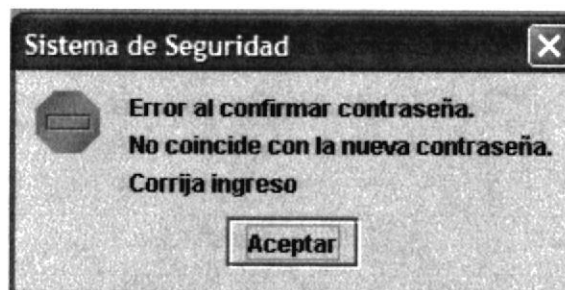 Sistema de Seguridad
Error al confirmar contraseña.
No coincide con la nueva contraseña.
Corrija ingreso
Aceptar